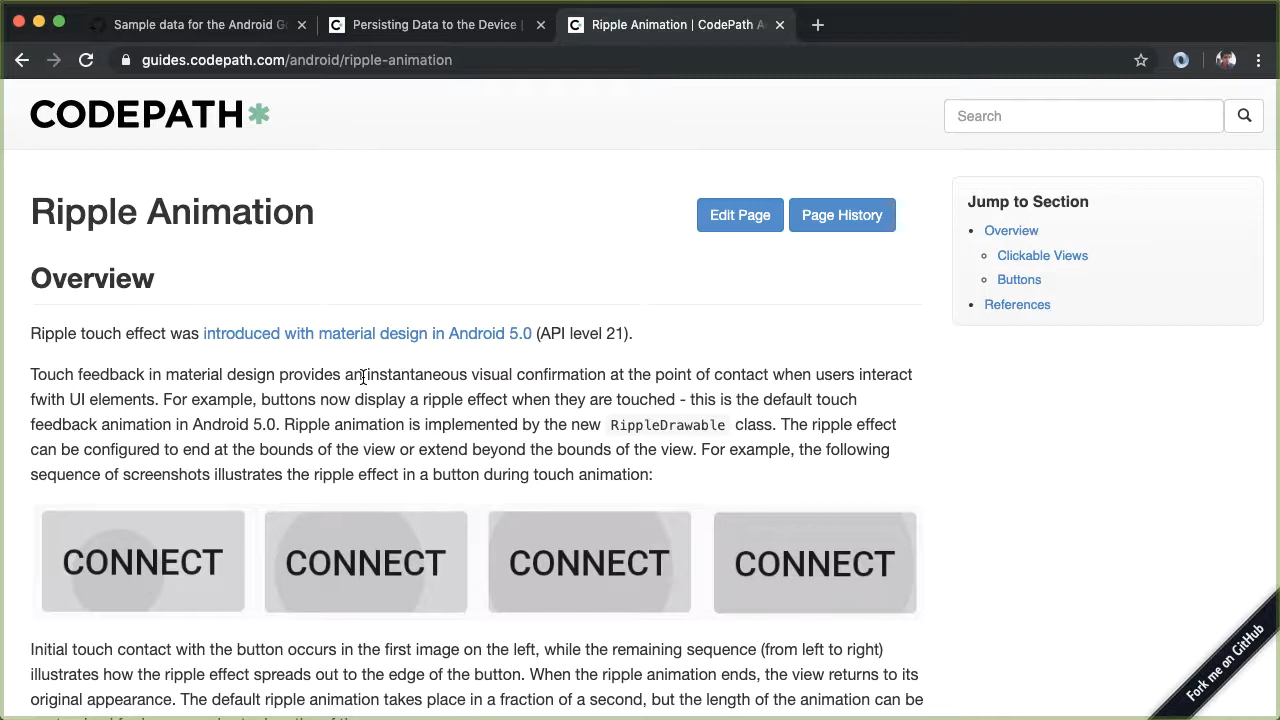 Sample data for the Android G
Persisting Data to the Device |
Ripple Animation | CodePath A
guides.codepath.com/android/ripple-animation
CODEPATH*
Search
Ripple Animation
Edit Page
Page History
Jump to Section
Overview
Clickable Views
Buttons
References
Overview
Ripple touch effect was introduced with material design in Android 5.0 (API level 21).
Touch feedback in material design provides an instantaneous visual confirmation at the point of contact when users interact
fwith UI elements. For example, buttons now display a ripple effect when they are touched - this is the default touch
feedback animation in Android 5.0. Ripple animation is implemented by the new RippleDrawable class. The ripple effect
can be configured to end at the bounds of the view or extend beyond the bounds of the view. For example, the following
sequence of screenshots illustrates the ripple effect in a button during touch animation:
CONNECT
CONNECT
CONNECT
CONNECT
Initial touch contact with the button occurs in the first image on the left, while the remaining sequence (from left to right)
illustrates how the ripple effect spreads out to the edge of the button. When the ripple animation ends, the view returns to its
original appearance. The default ripple animation takes place in a fraction of a second, but the length of the animation can be
Fork me on GitHub